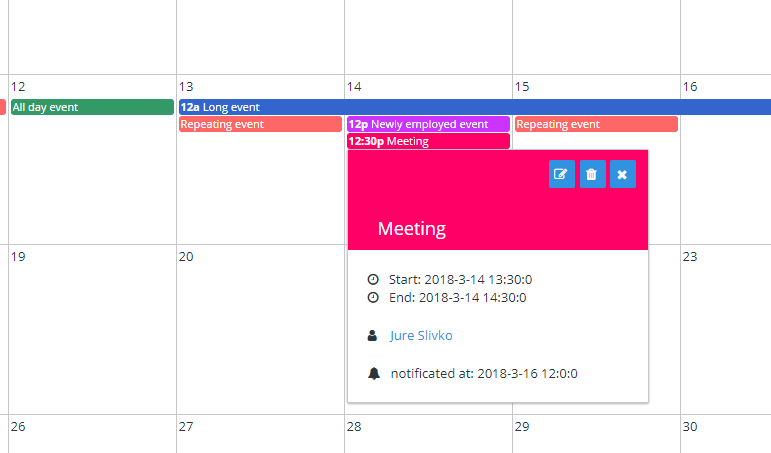 12 13 14 15 16
All day event 12a Long event
Repeating event 12p Newly employed event Repeating event
12:30p Meeting
Meeting
19 20 23
Start: 2018-3-14 13:30:0
End: 2018-3-14 14:30:0
Jure Slivko
notificated at: 2018-3-16 12:0:0
26 27 28 29 30